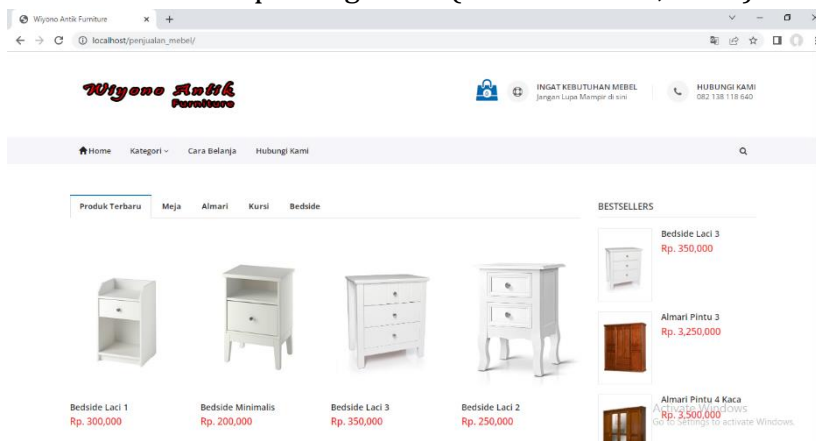 Wiyono Antik Furniture
localhost/penjualan_mebel/
Wiyono Antik
Furniture
INGAT KEBUTUHAN MEBEL
Jangan Lupa Mampir di sini
HUBUNGI KAMI
082 138 118 640
Home Kategori Cara Belanja Hubungi Kami
Produk Terbaru Meja Almari Kursi Bedside
BESTSELLERS
Bedside Laci 3
Rp. 350,000
Almari Pintu 3
Rp. 3,250,000
Almari Pintu 4 Kaca
Rp. 3,500,000
Bedside Laci 1
Rp. 300,000
Bedside Minimalis
Rp. 200,000
Bedside Laci 3
Rp. 350,000
Bedside Laci 2
Rp. 250,000
Activate Windows
Go to Settings to activate Windows.